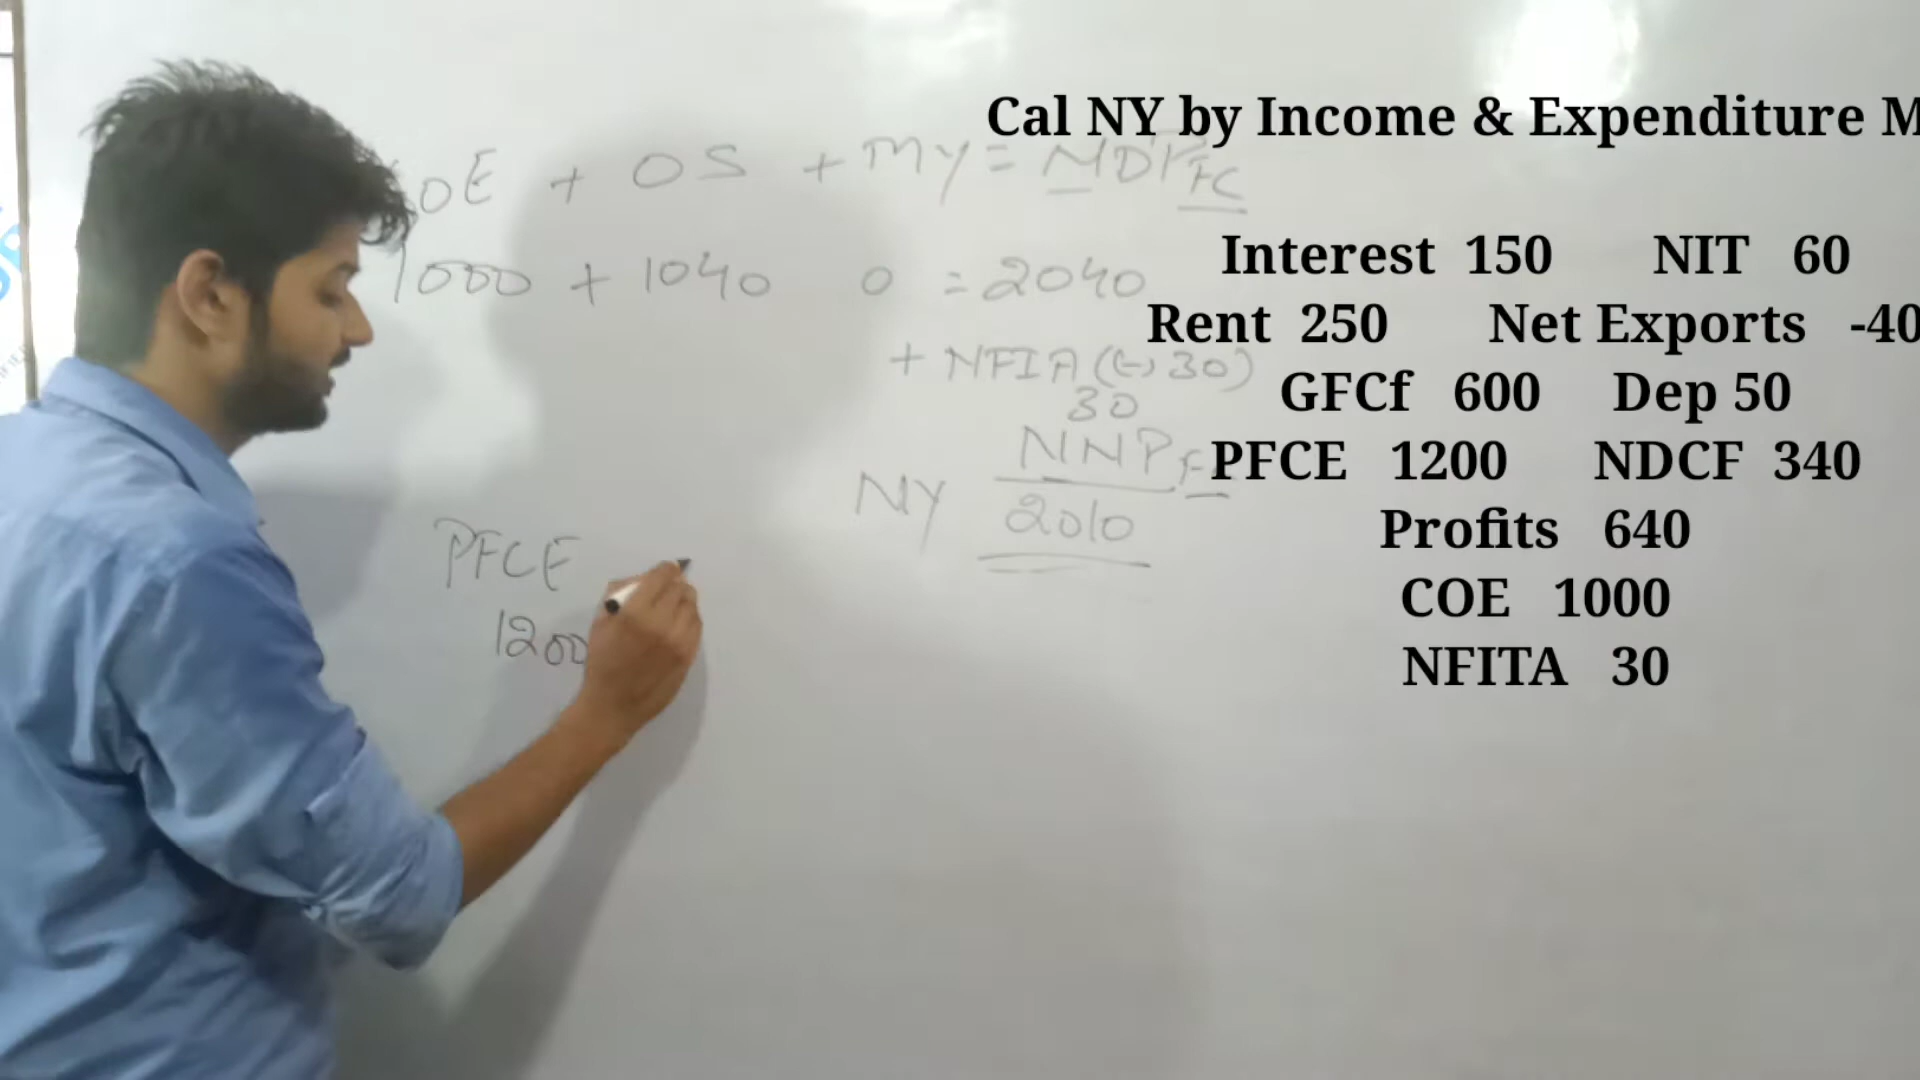 Cal NY by Income & Expenditure M
OE + OS + MY = NDPFC
1000 + 1040 0 = 2040
+ NFIA (-) 30)
30
NNPF
NY 2010
PFCE
1200
Interest 150 NIT 60
Rent 250 Net Exports -40
GFCf 600 Dep 50
PFCE 1200 NDCF 340
Profits 640
COE 1000
NFITA 30